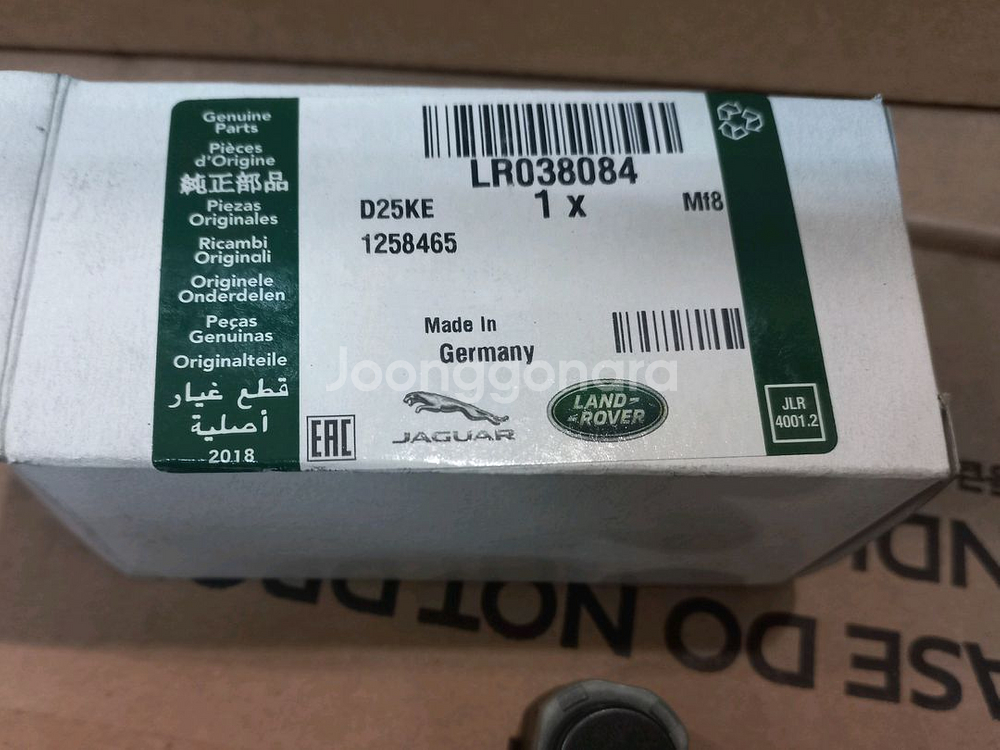 Genuine
Parts
Pièces
d'Origine
純正部品
Piezas
Originales
Ricambi
Originali
Originele
Onderdelen
Peças
Genuinas
Originalteile
قطع غيار
أصلية
2018
LR038084
1 x
D25KE
Mf8
1258465
Made In
Germany
Joonggonara
EAC
JAGUAR
LAND-
-ROVER
JLR
4001.2
ASE DO NOT DRO